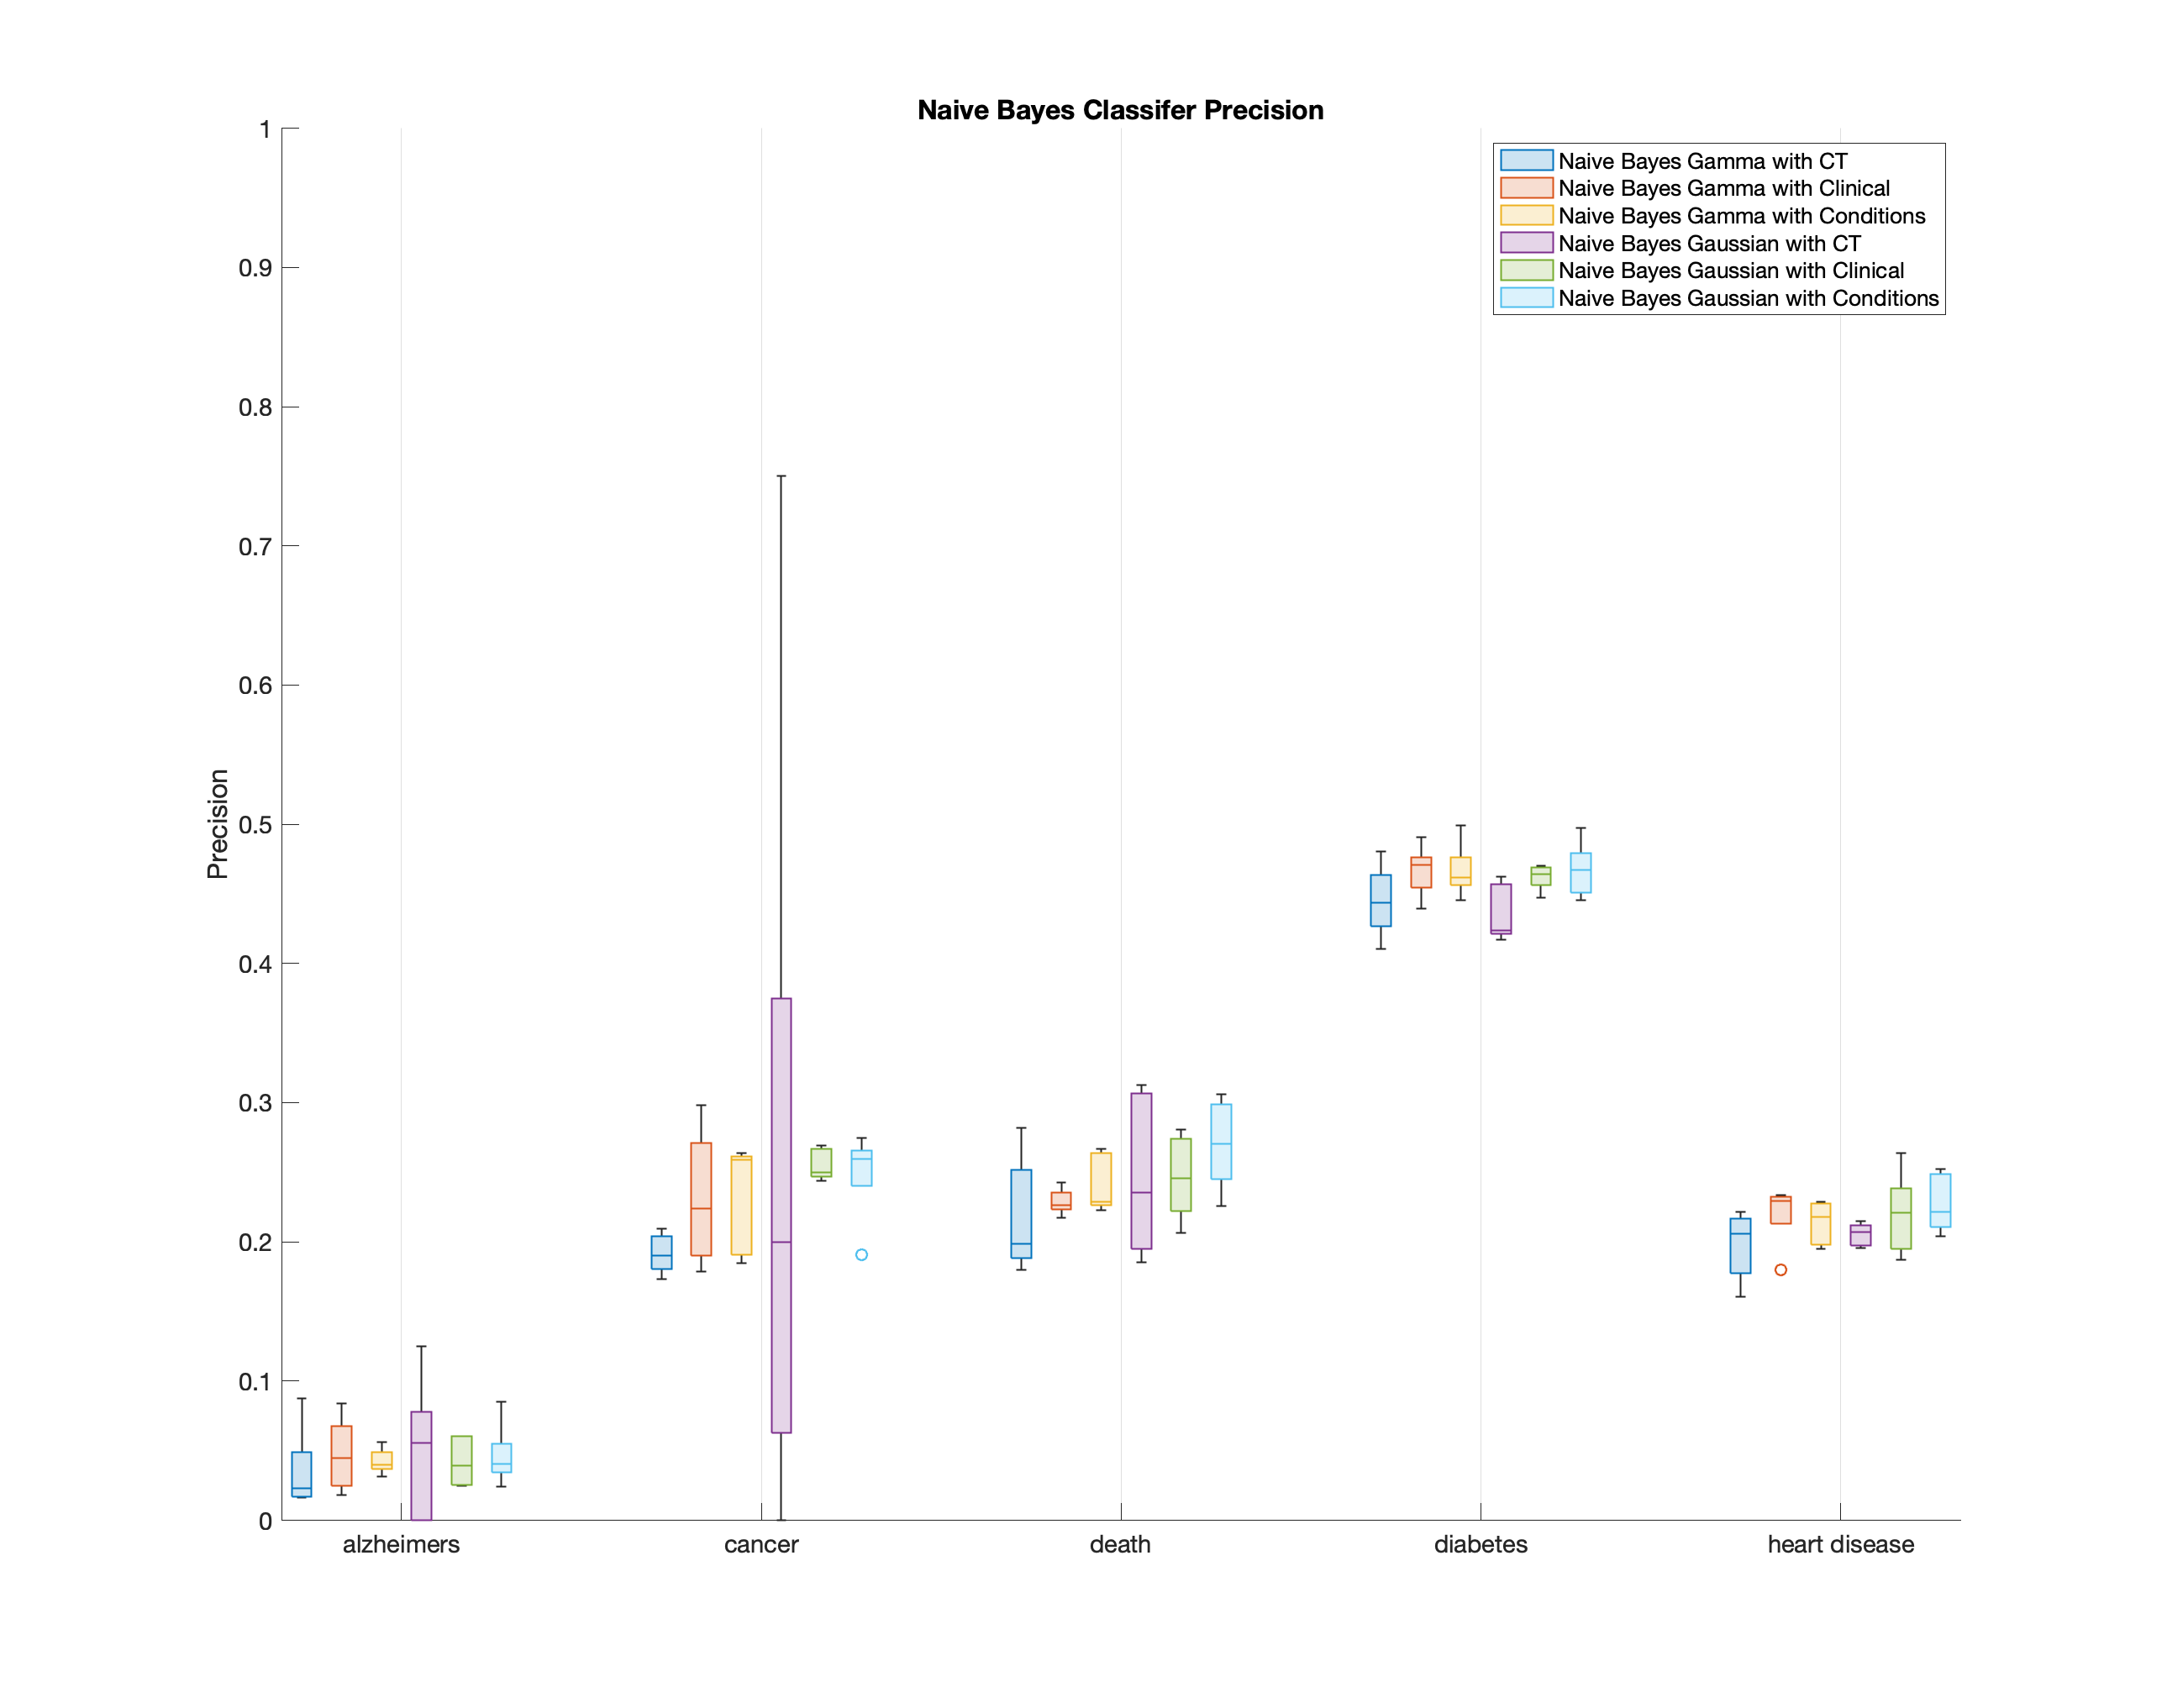 Naive Bayes Classifer Precision
Naive Bayes Gamma with CT
Naive Bayes Gamma with Clinical
Naive Bayes Gamma with Conditions
Naive Bayes Gaussian with CT
Naive Bayes Gaussian with Clinical
Naive Bayes Gaussian with Conditions
Precision
1
0.9
0.8
0.7
0.6
0.5
0.4
0.3
0.2
0.1
0
alzheimers cancer death diabetes heart disease